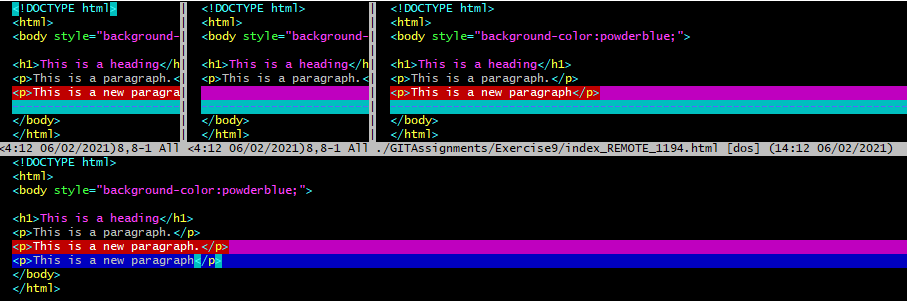 <!DOCTYPE html>
<html>
<body style="background-
<h1>This is a heading</h
<p>This is a paragraph.<
<p>This is a new paragra
</body>
</html>
<4:12 06/02/2021)8,8-1 All
<!DOCTYPE html>
<html>
<body style="background-
<h1>This is a heading</h
<p>This is a paragraph.<
</body>
</html>
<4:12 06/02/2021)8,8-1 All
<!DOCTYPE html>
<html>
<body style="background-color:powderblue;">
<h1>This is a heading</h1>
<p>This is a paragraph.</p>
<p>This is a new paragraph</p>
</body>
</html>
./GITAssignments/Exercise9/index_REMOTE_1194.html [dos] (14:12 06/02/2021)
<!DOCTYPE html>
<html>
<body style="background-color:powderblue;">
<h1>This is a heading</h1>
<p>This is a paragraph.</p>
<p>This is a new paragraph.</p>
<p>This is a new paragraph</p>
</body>
</html>